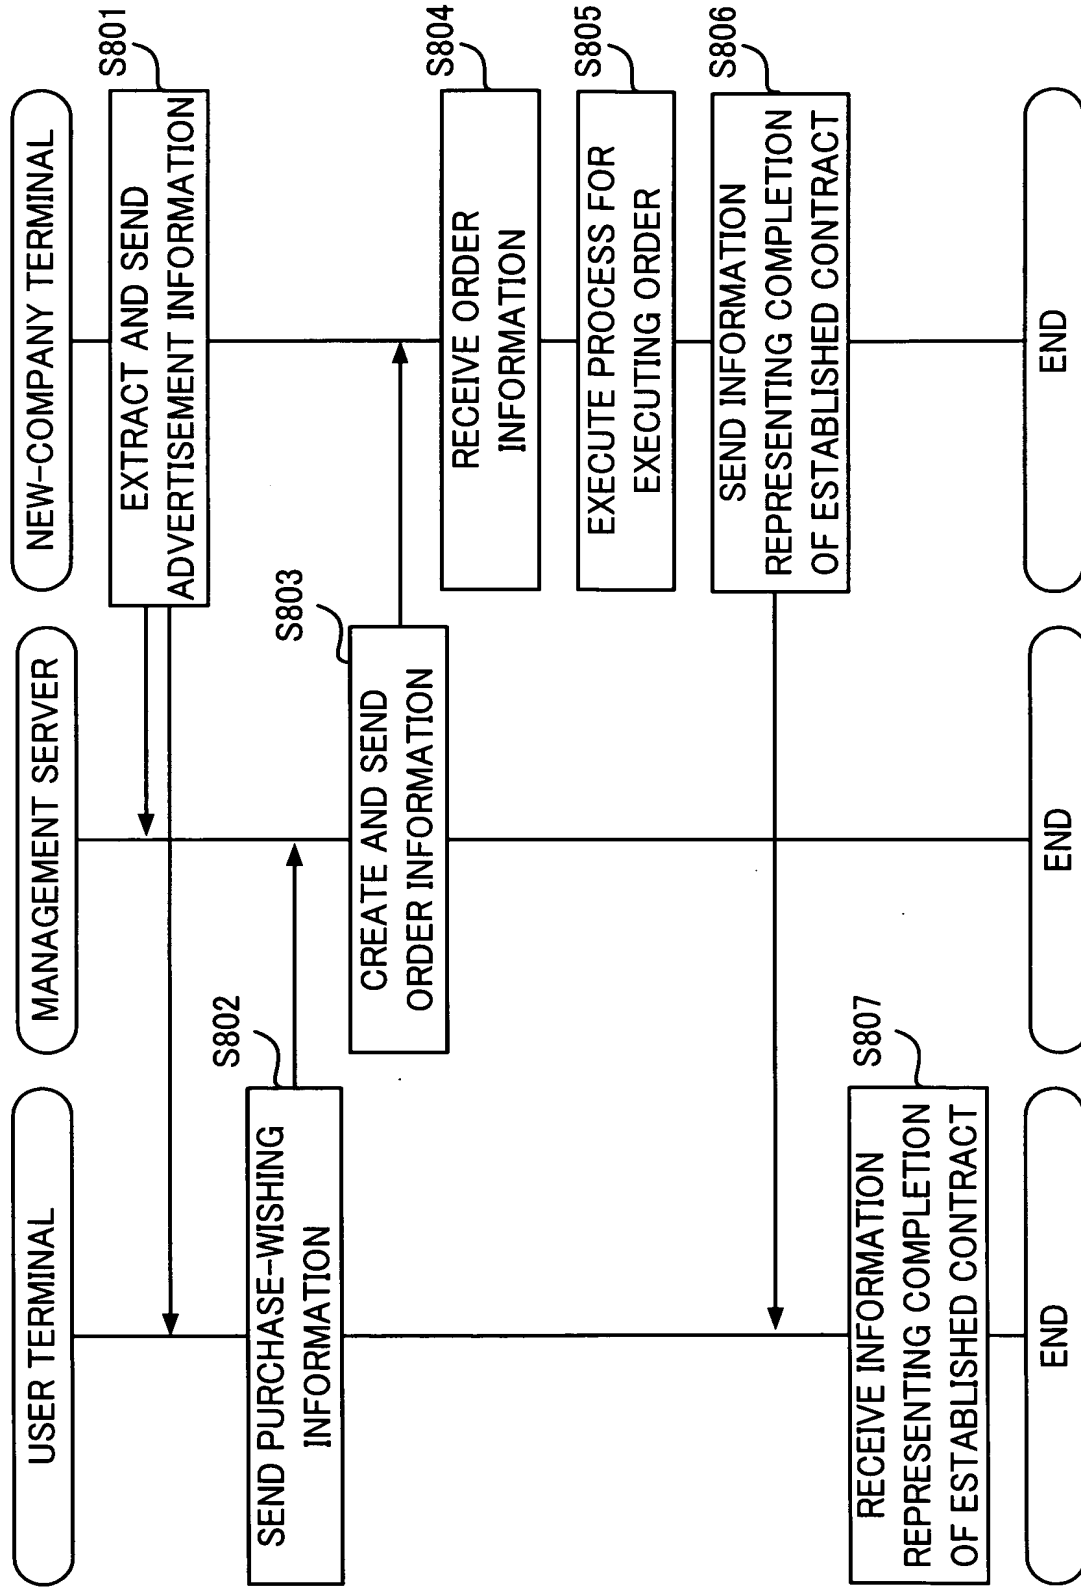 USER TERMINAL
MANAGEMENT SERVER
NEW-COMPANY TERMINAL
S801
EXTRACT AND SEND
ADVERTISEMENT INFORMATION
S802
SEND PURCHASE-WISHING
INFORMATION
S803
CREATE AND SEND
ORDER INFORMATION
S804
RECEIVE ORDER
INFORMATION
S805
EXECUTE PROCESS FOR
EXECUTING ORDER
S806
SEND INFORMATION
REPRESENTING COMPLETION
OF ESTABLISHED CONTRACT
S807
RECEIVE INFORMATION
REPRESENTING COMPLETION
OF ESTABLISHED CONTRACT
END
END
END